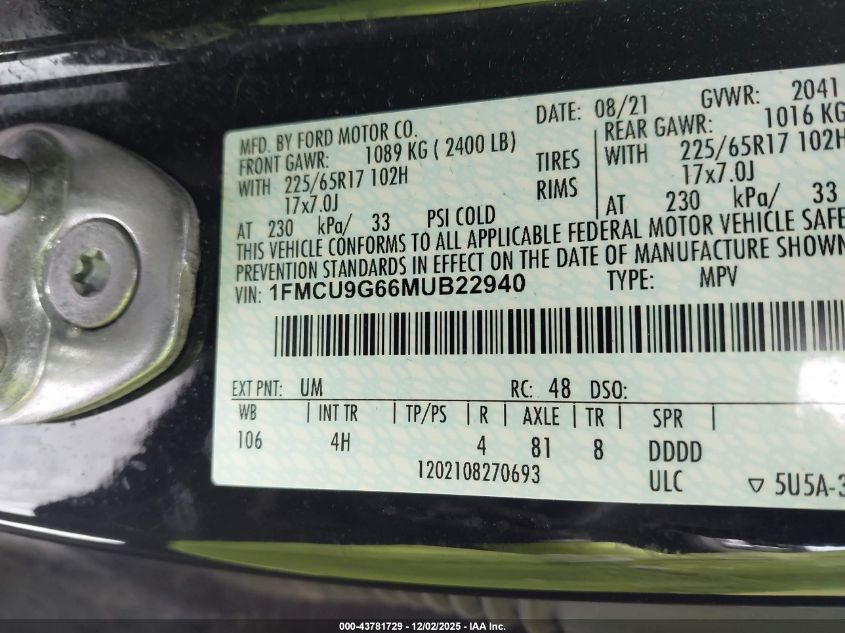 MFD. BY FORD MOTOR CO. DATE: 08/21 GVWR: 2041
FRONT GAWR: 1089 KG ( 2400 LB) REAR GAWR: 1016 KG
WITH 225/65R17 102H TIRES WITH 225/65R17 102H
17x7.0J RIMS 17x7.0J
AT 230 kPa/ 33 PSI COLD AT 230 kPa/ 33
THIS VEHICLE CONFORMS TO ALL APPLICABLE FEDERAL MOTOR VEHICLE SAFE
PREVENTION STANDARDS IN EFFECT ON THE DATE OF MANUFACTURE SHOWN
VIN: 1FMCU9G66MUB22940 TYPE: MPV
EXT PNT: UM RC: 48 DSO:
WB | INT TR | TP/PS | R | AXLE | TR | SPR |
106 4H 4 81 8 DDDD
1202108270693 ULC ▽ 5U5A-3
000-43781729 - 12/02/2025 - IAA Inc.